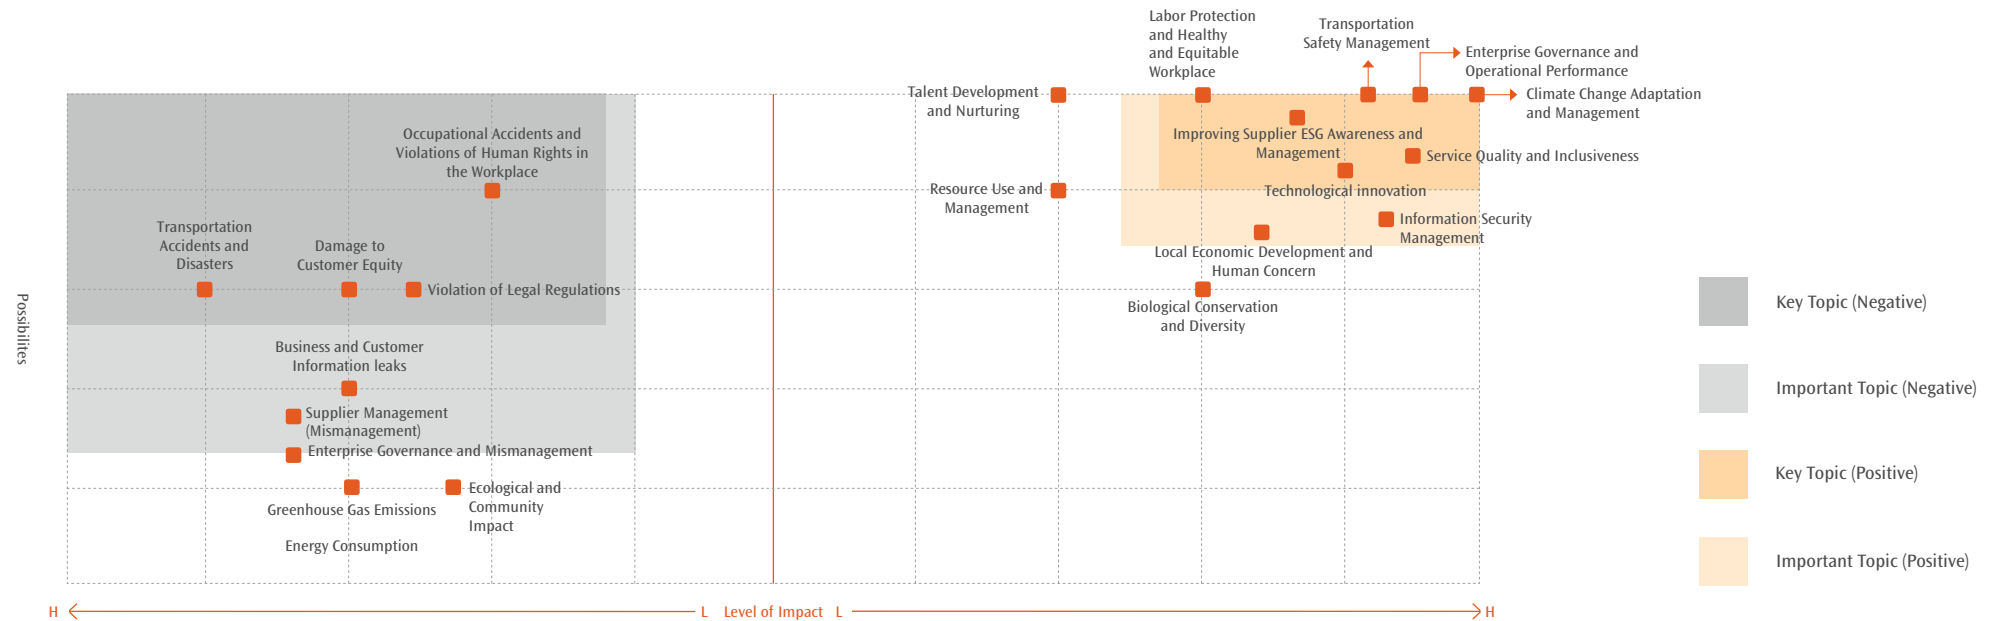 Labor Protection
and Healthy
and Equitable
Workplace
Transportation
Safety Management
Enterprise Governance and
Operational Performance
Talent Development
and Nurturing
Climate Change Adaptation
and Management
Occupational Accidents and
Violations of Human Rights in
the Workplace
Improving Supplier ESG Awareness and
Management
Service Quality and Inclusiveness
Resource Use and
Management
Technological innovation
Transportation
Accidents and
Disasters
Damage to
Customer Equity
Information Security
Management
Local Economic Development and
Human Concern
Violation of Legal Regulations
Biological Conservation
and Diversity
Possibilites
Business and Customer
Information leaks
Supplier Management
(Mismanagement)
Enterprise Governance and Mismanagement
Greenhouse Gas Emissions
Ecological and
Community
Impact
Energy Consumption
H
L
Level of Impact
L
H
Key Topic (Negative)
Important Topic (Negative)
Key Topic (Positive)
Important Topic (Positive)